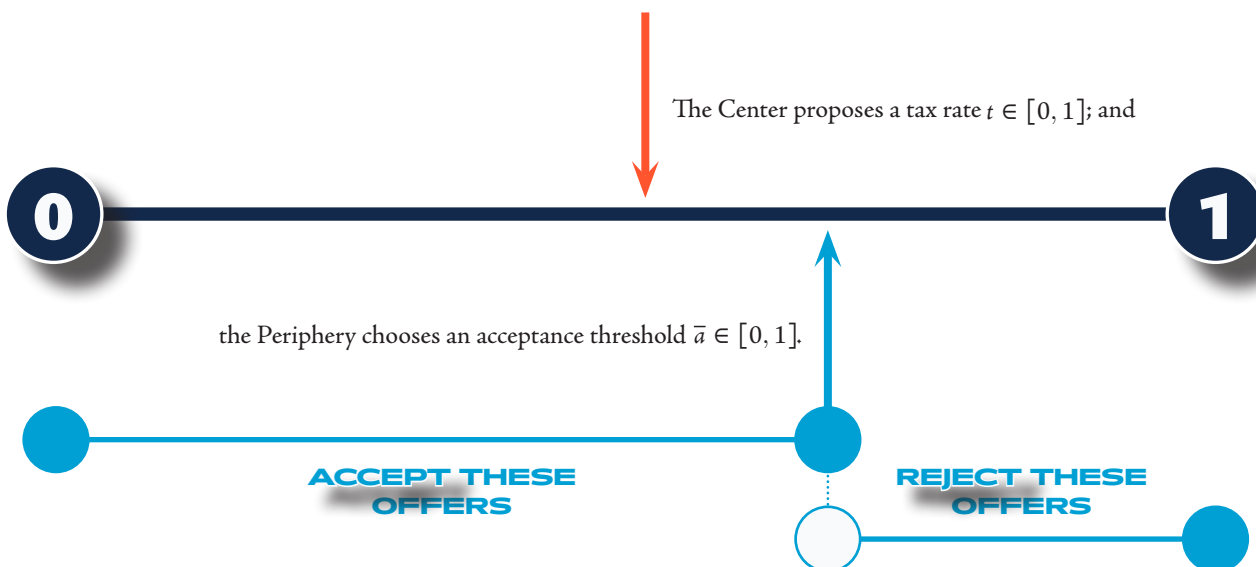 The Center proposes a tax rate t ∈ [0, 1]; and
0
1
the Periphery chooses an acceptance threshold a̅ ∈ [0, 1].
ACCEPT THESE
OFFERS
REJECT THESE
OFFERS